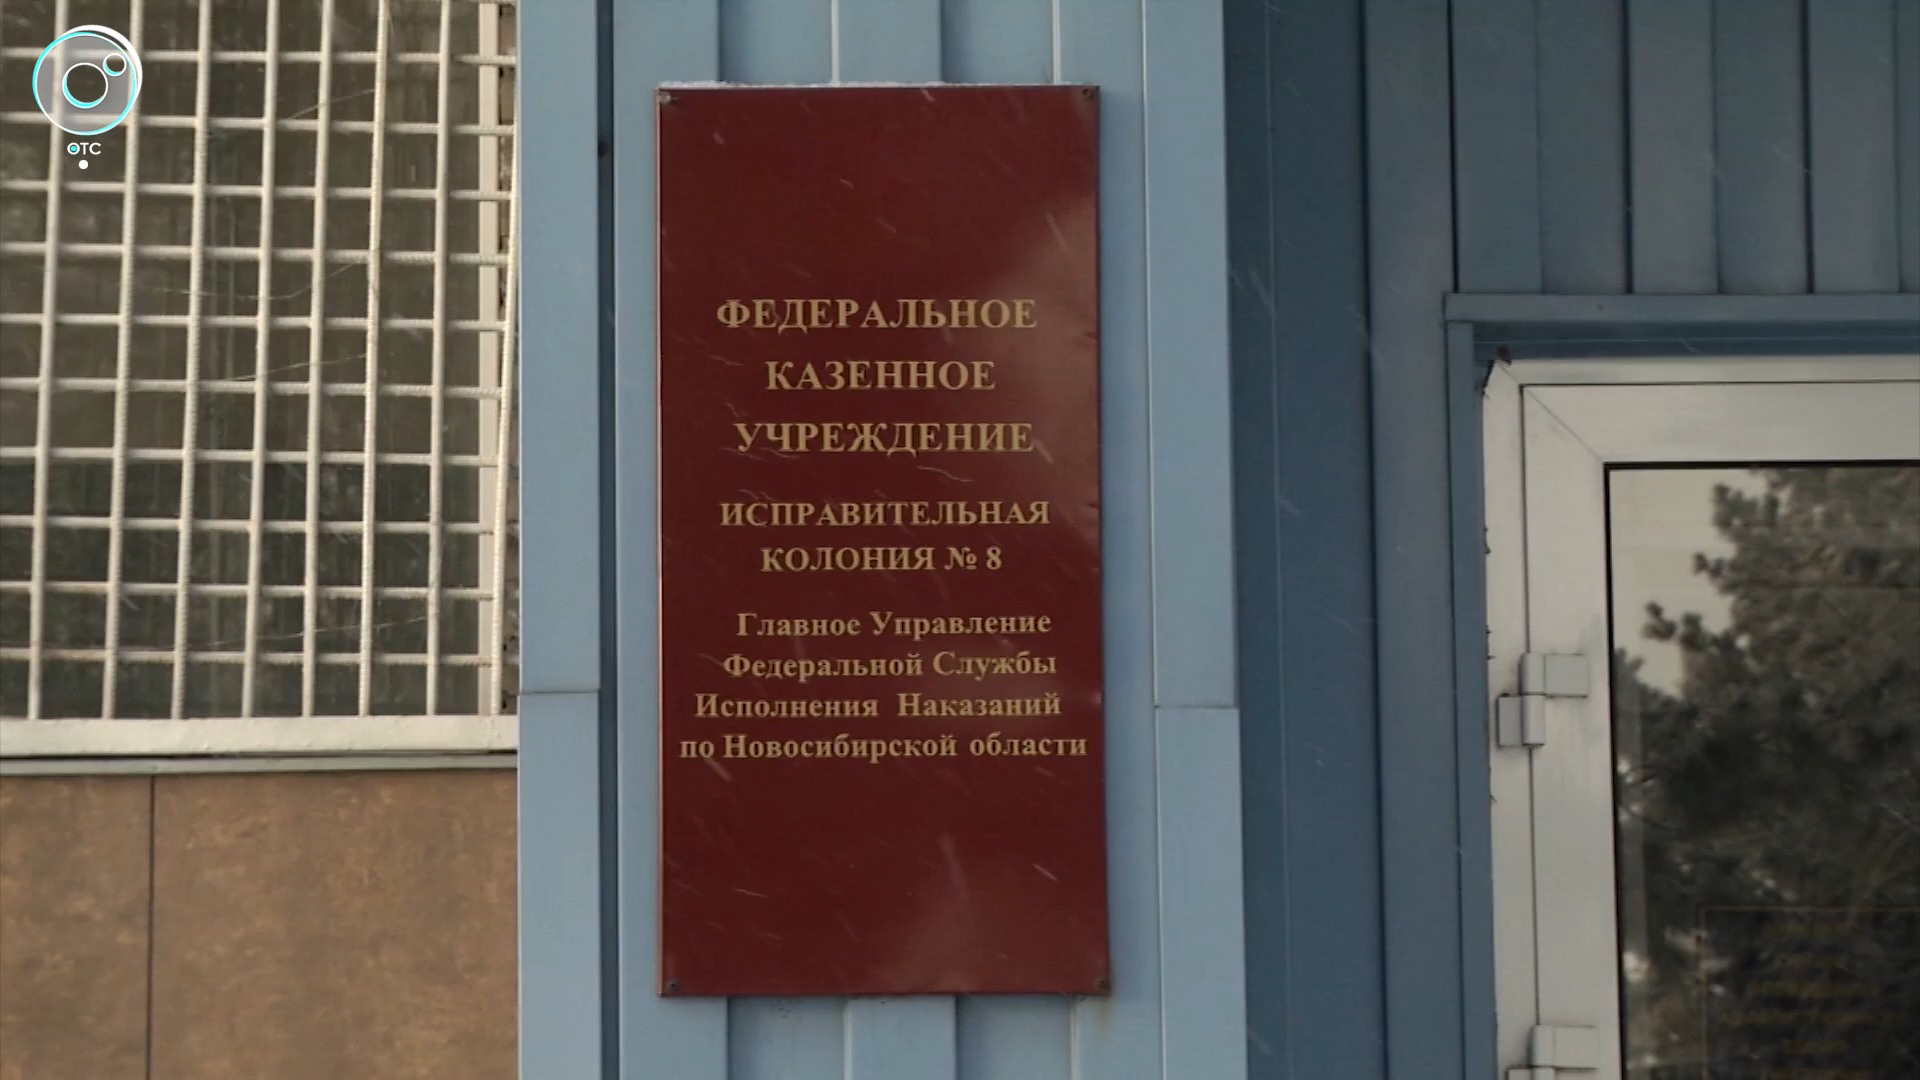 ОТС
ФЕДЕРАЛЬНОЕ
КАЗЕННОЕ
УЧРЕЖДЕНИЕ
ИСПРАВИТЕЛЬНАЯ
КОЛОНИЯ № 8
Главное Управление
Федеральной Службы
Исполнения Наказаний
по Новосибирской области